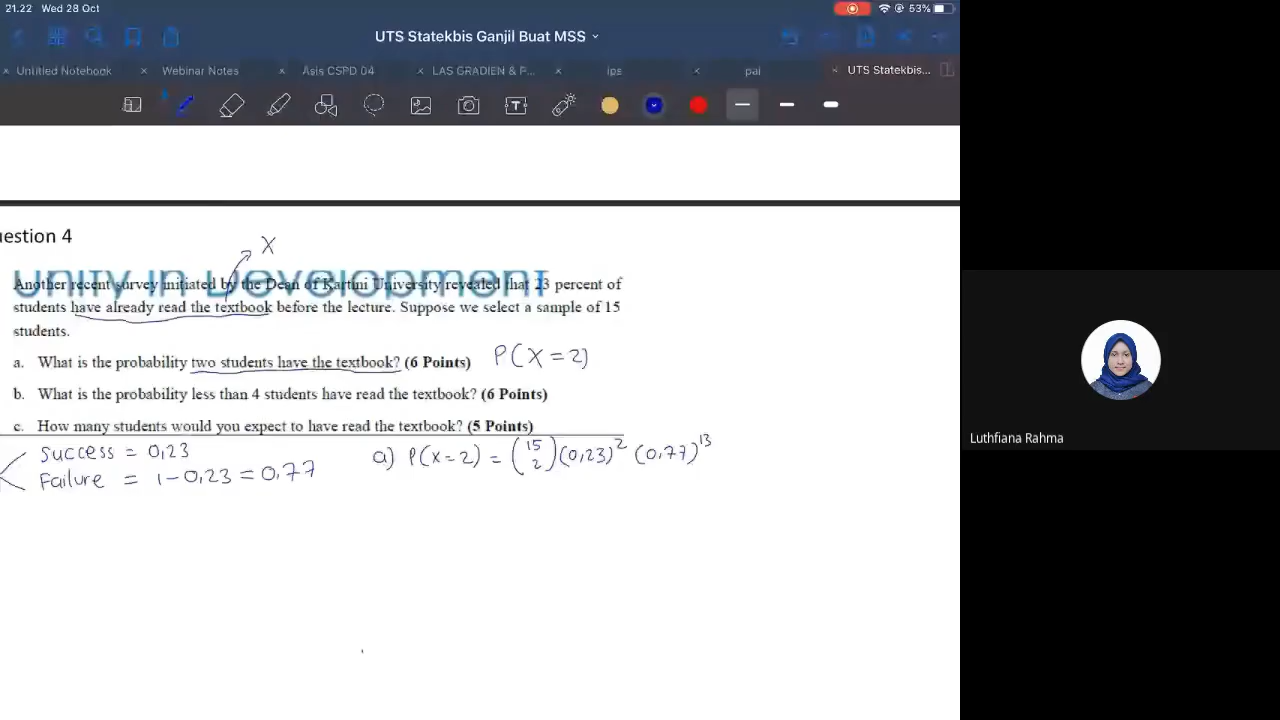 21.22 Wed 28 Oct
53%
UTS Statekbis Ganjil Buat MSS
Untitled Notebook
Webinar Notes
Asis CSPD 04
LAS GRADIEN & P...
ips
pai
UTS Statekbis...
uestion 4
X
Unity in Development
Another recent survey initiated by the Dean of Kartini University revealed that 23 percent of
students have already read the textbook before the lecture. Suppose we select a sample of 15
students.
a. What is the probability two students have the textbook? (6 Points) P(X=2)
b. What is the probability less than 4 students have read the textbook? (6 Points)
c. How many students would you expect to have read the textbook? (5 Points)
success = 0,23
Failure = 1-0,23 = 0,77
a) P(x=2) = (15 2) (0,23)² (0,77)¹³
Luthfiana Rahma